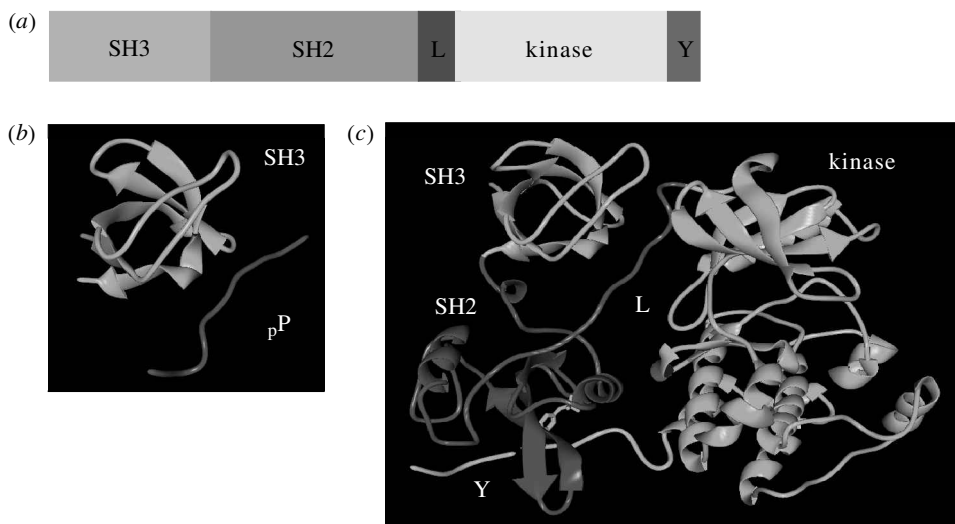 (a)
SH3 SH2 L kinase Y
(b)
SH3
pP
(c)
SH3
kinase
SH2
L
Y